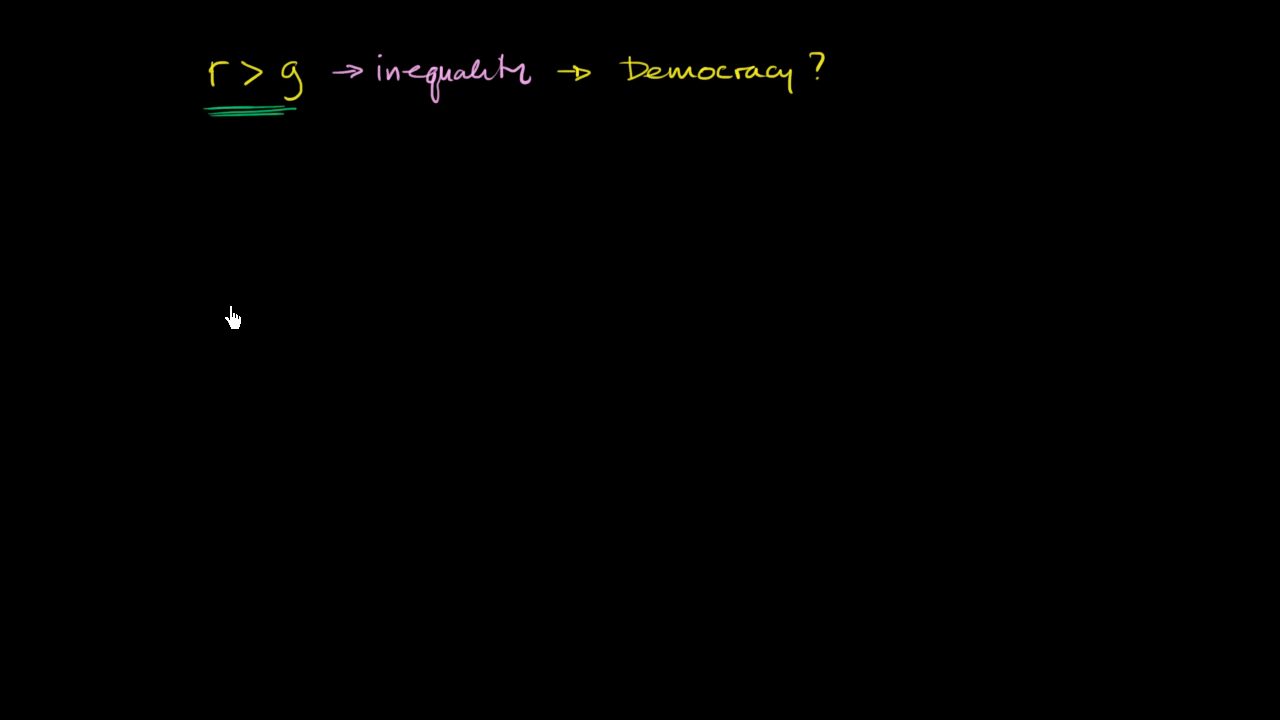 r > g → inequality → Democracy ?